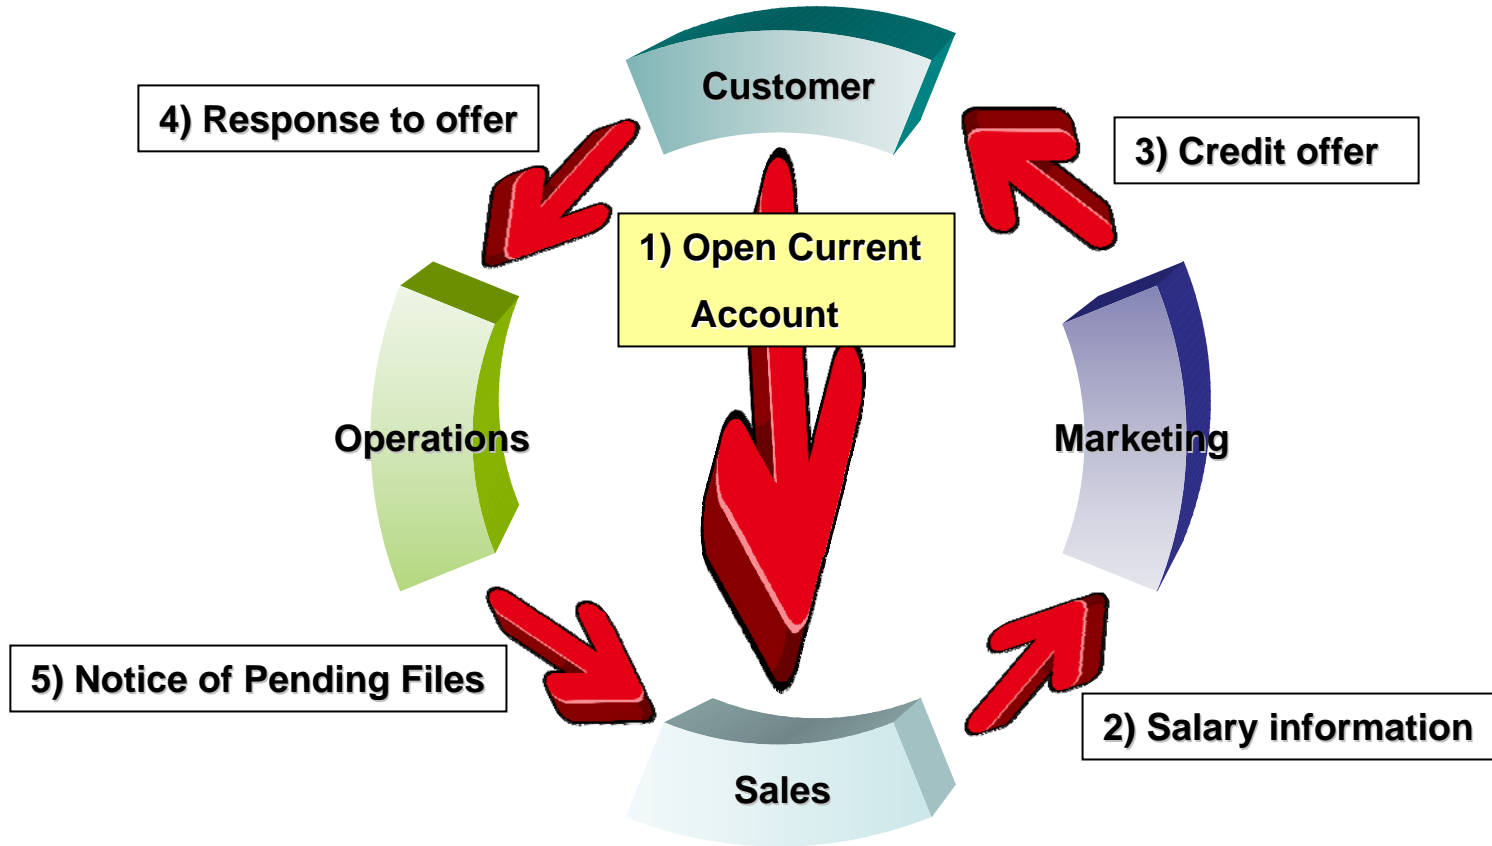 Customer
4) Response to offer
3) Credit offer
1) Open Current
Account
Operations
Marketing
5) Notice of Pending Files
2) Salary information
Sales